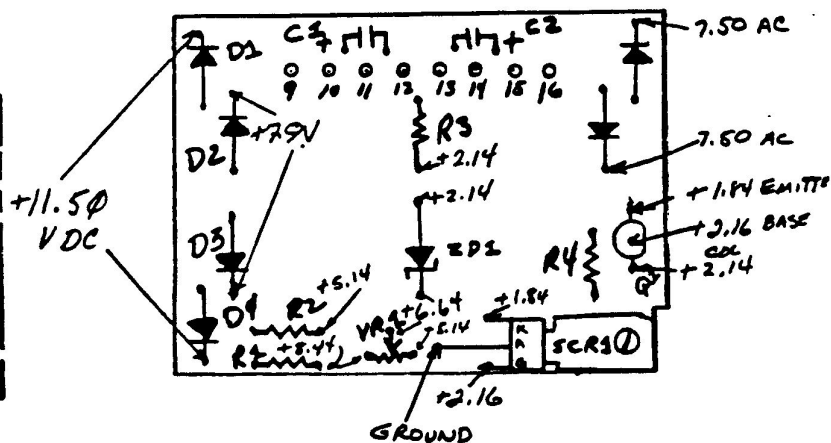 7.50 AC
D1
C1
+
+
C2
9 10 11 12 13 14 15 16
+7.9V
R3
D2
+2.14
7.50 AC
+2.14
+1.84 EMITTR
+11.50
VDC
+2.16 BASE
COL
+2.14
D3
ZD1
R4
D4
R2
+5.14
+6.64
+1.84
VR
+5.14
R1
+8.44
K
A
G
SCR1
+2.16
GROUND